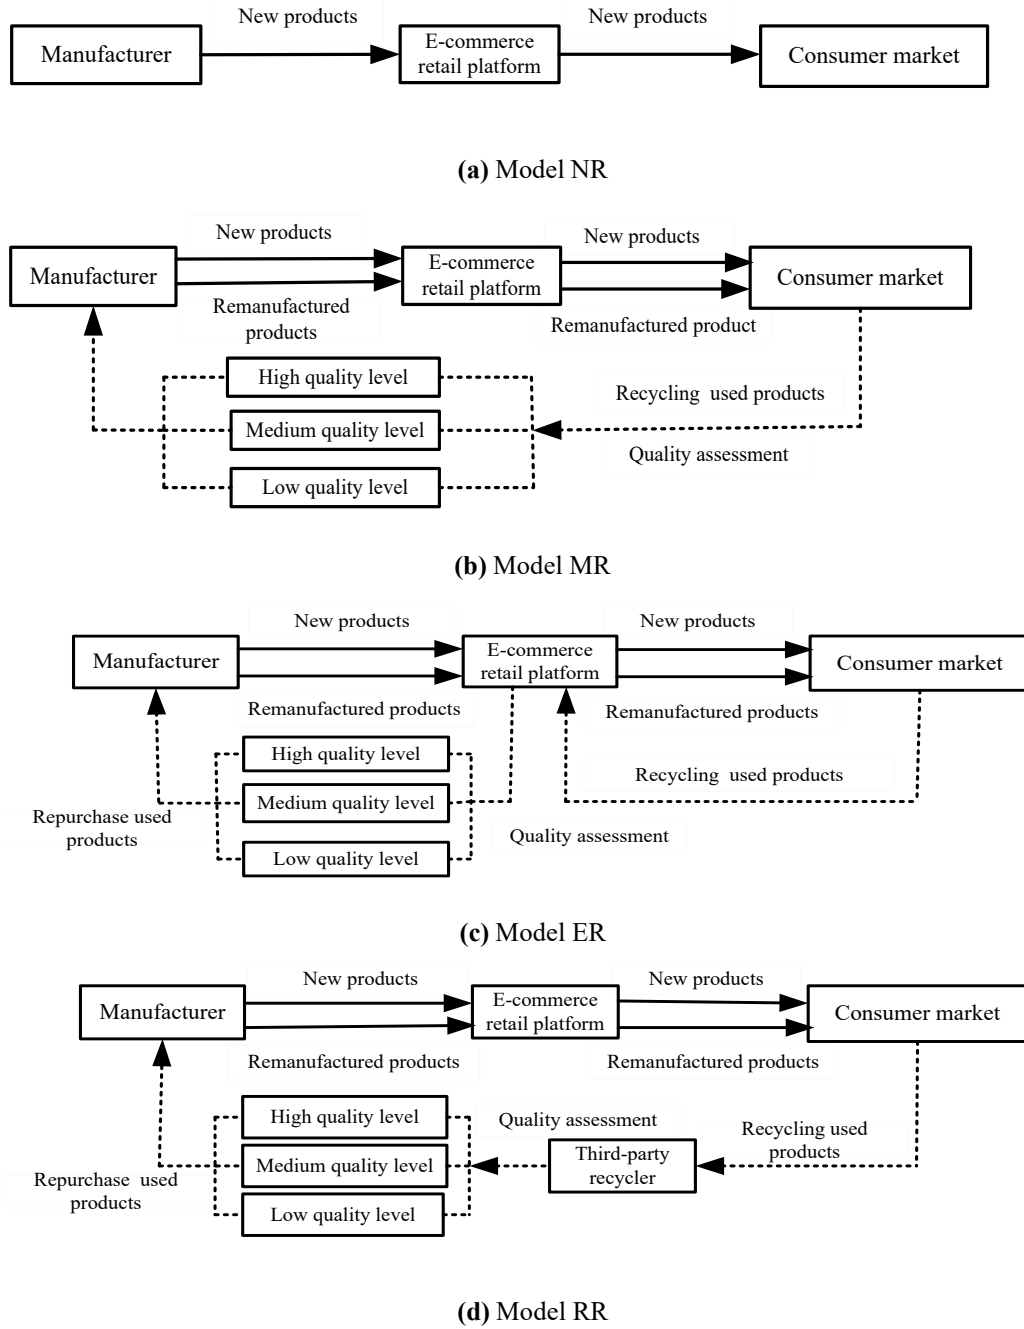 New products
New products
Manufacturer
E-commerce
retail platform
Consumer market
(a) Model NR
New products
New products
Manufacturer
E-commerce
retail platform
Consumer market
Remanufactured
products
Remanufactured product
High quality level
Recycling used products
Medium quality level
Quality assessment
Low quality level
(b) Model MR
New products
New products
Manufacturer
E-commerce
retail platform
Consumer market
Remanufactured products
Remanufactured products
High quality level
Recycling used products
Medium quality level
Repurchase used
products
Quality assessment
Low quality level
(c) Model ER
New products
New products
Manufacturer
E-commerce
retail platform
Consumer market
Remanufactured products
Remanufactured products
High quality level
Quality assessment
Recycling used
products
Medium quality level
Third-party
recycler
Repurchase used
products
Low quality level
(d) Model RR